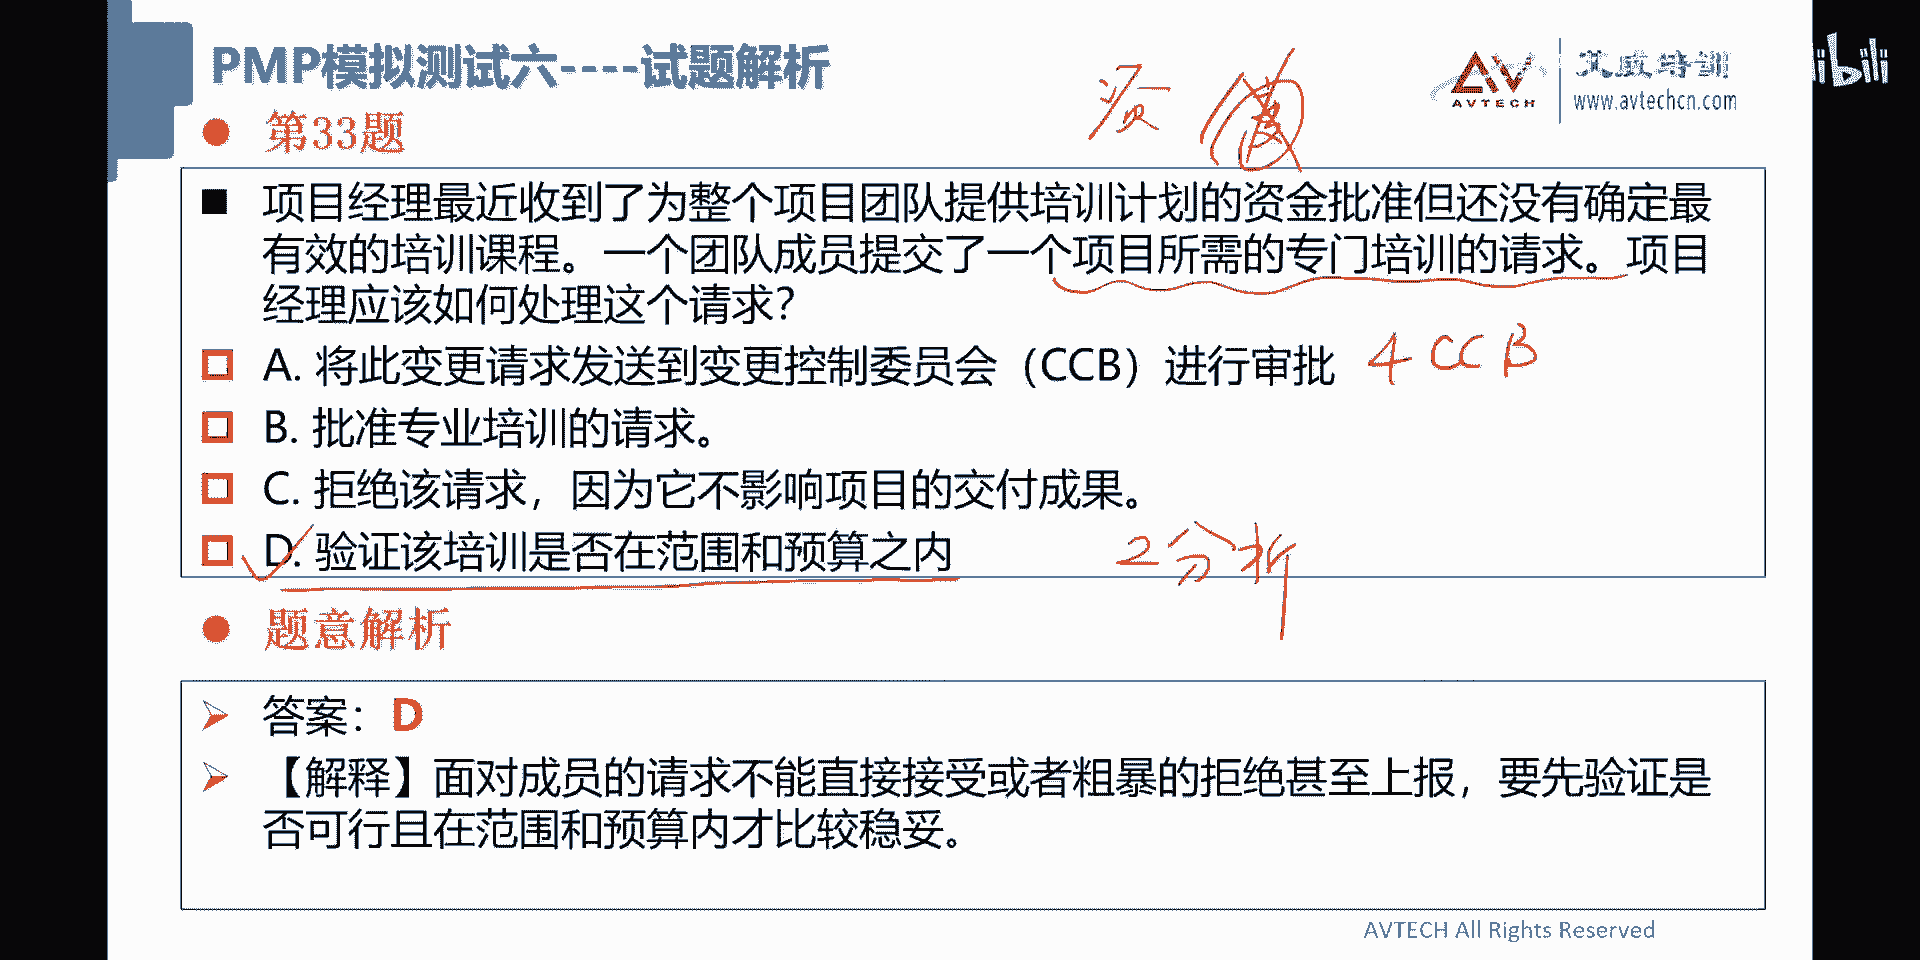 PMP模拟测试六----试题解析
AVTECH
艾威培训
www.avtechcn.com
bili
第33题
资
项目经理最近收到了为整个项目团队提供培训计划的资金批准但还没有确定最
有效的培训课程。一个团队成员提交了一个项目所需的专门培训的请求。项目
经理应该如何处理这个请求？
A. 将此变更请求发送到变更控制委员会（CCB）进行审批
4 CCB
B. 批准专业培训的请求。
C. 拒绝该请求，因为它不影响项目的交付成果。
D. 验证该培训是否在范围和预算之内
2分析
题意解析
答案：D
【解释】面对成员的请求不能直接接受或者粗暴的拒绝甚至上报，要先验证是
否可行且在范围和预算内才比较稳妥。
AVTECH All Rights Reserved